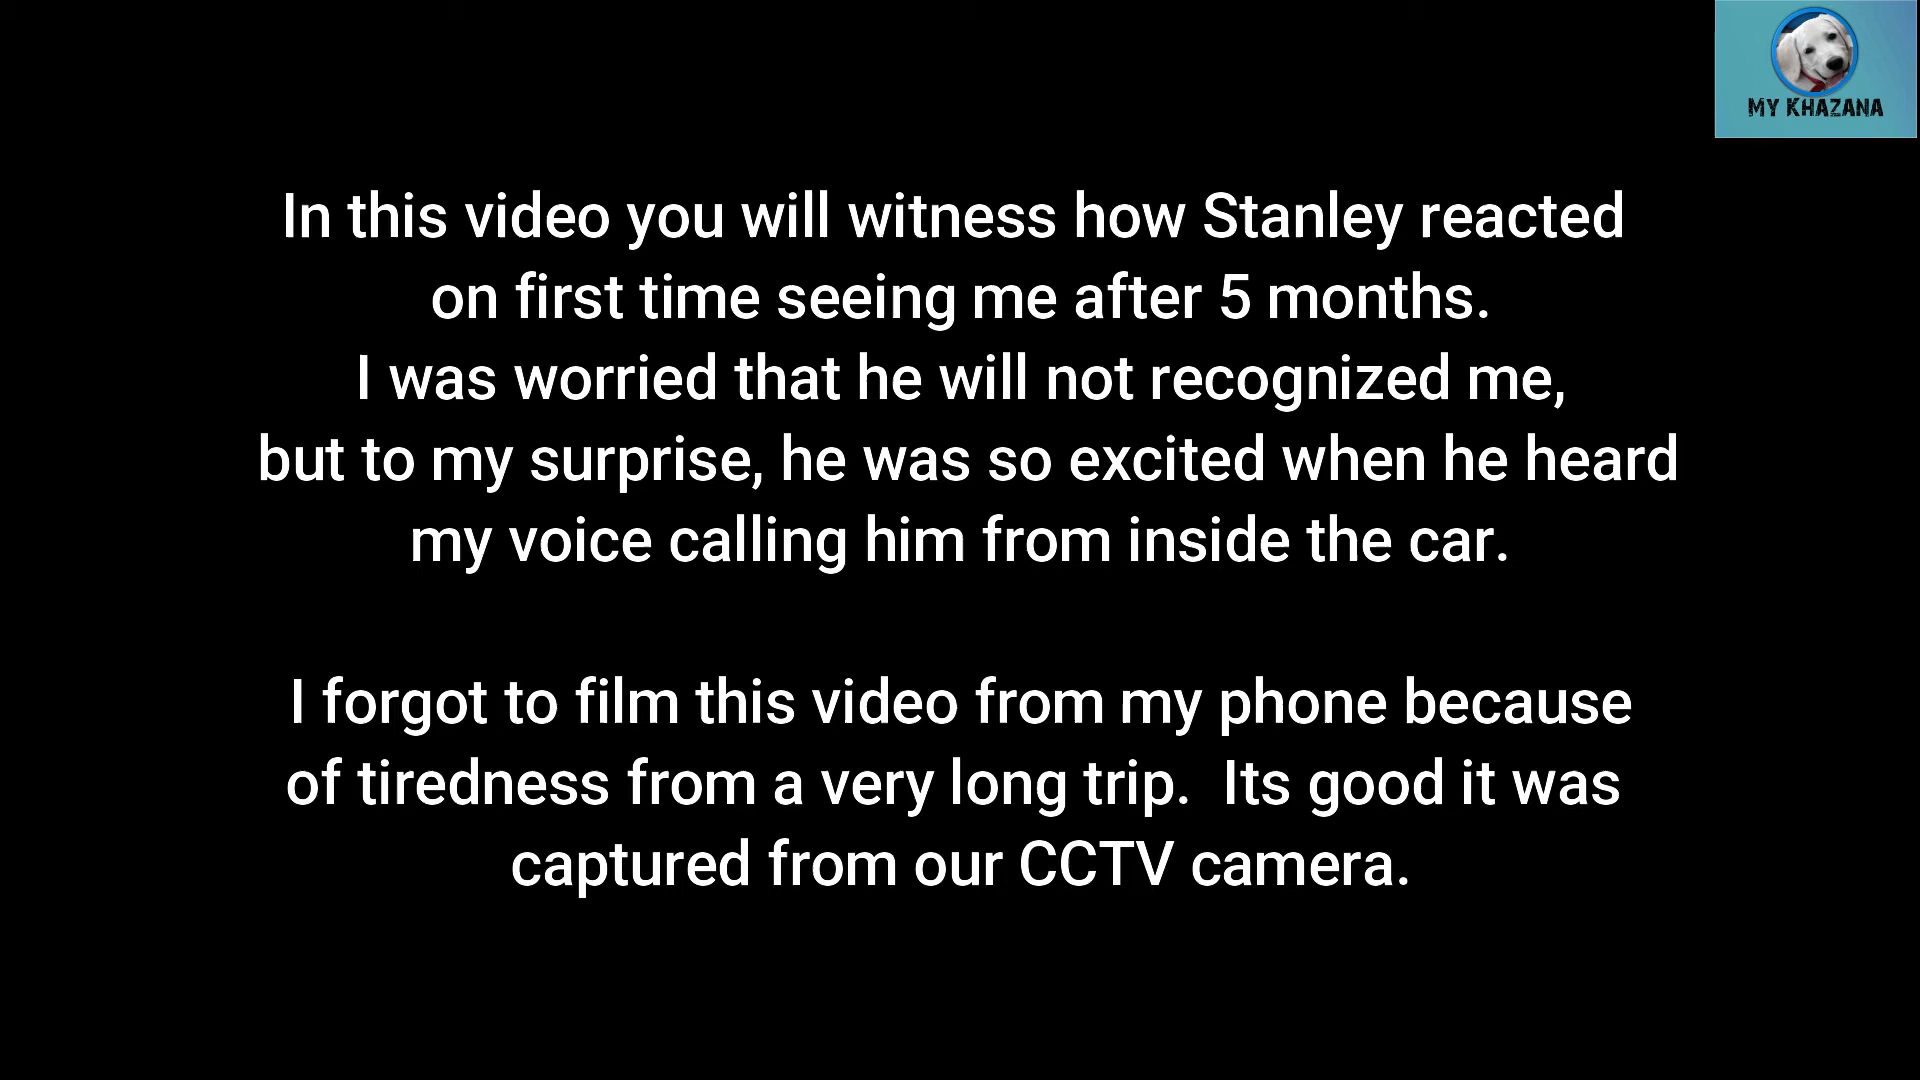 MY KHAZANA
In this video you will witness how Stanley reacted
on first time seeing me after 5 months.
I was worried that he will not recognized me,
but to my surprise, he was so excited when he heard
my voice calling him from inside the car.
I forgot to film this video from my phone because
of tiredness from a very long trip.  Its good it was
captured from our CCTV camera.